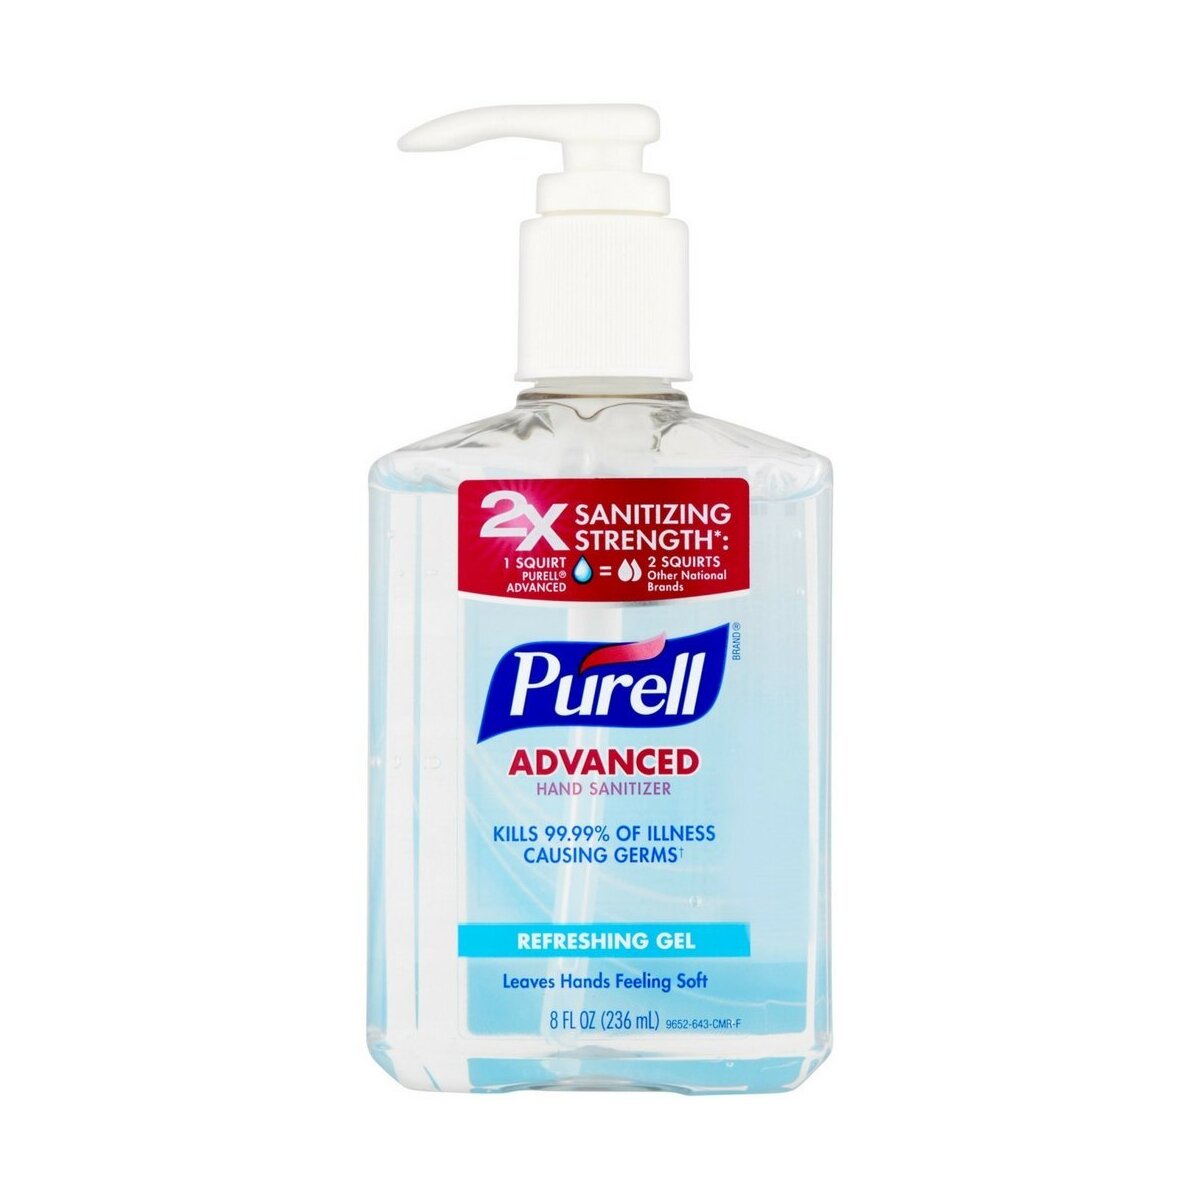 2X SANITIZING
STRENGTH*:
1 SQUIRT
PURELL®
ADVANCED
=
2 SQUIRTS
Other National
Brands
Purell
BRAND®
ADVANCED
HAND SANITIZER
KILLS 99.99% OF ILLNESS
CAUSING GERMS†
REFRESHING GEL
Leaves Hands Feeling Soft
8 FL OZ (236 mL) 9652-643-CMR-F